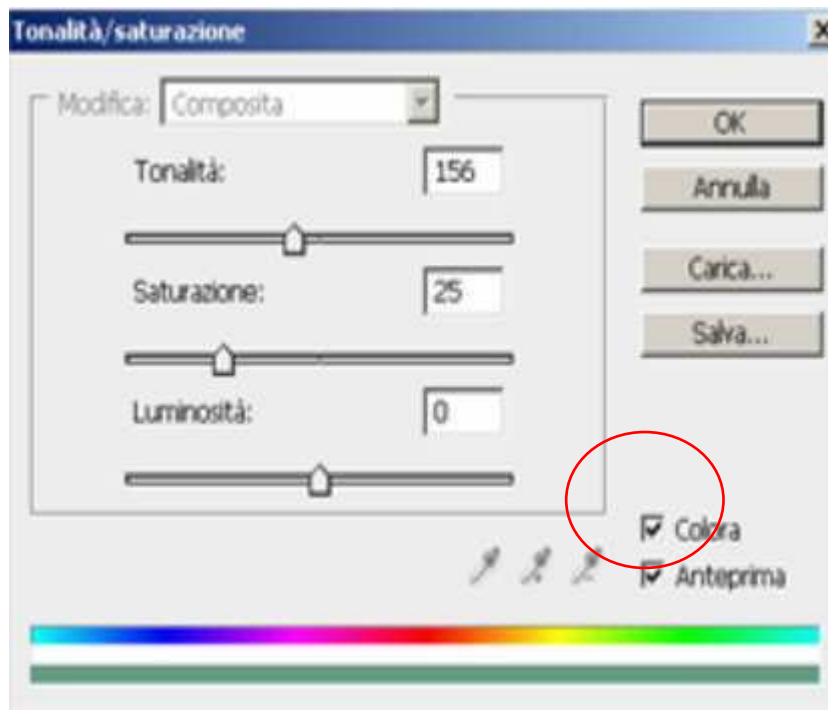 Tonalità/saturazione
Modifica: Composita
OK
Tonalità: 156
Annulla
Carica...
Saturazione: 25
Salva...
Luminosità: 0
Colora
Anteprima